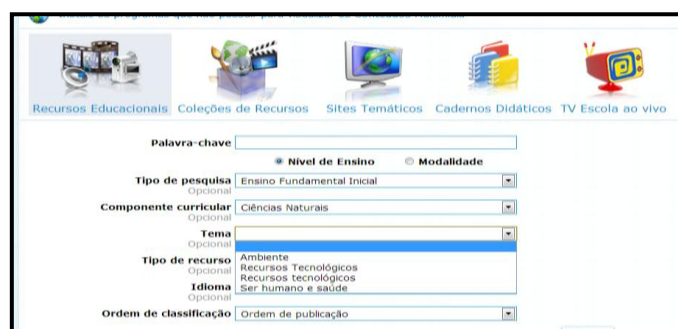 Recursos Educacionais Coleções de Recursos Sites Temáticos Cadernos Didáticos TV Escola ao vivo
Palavra-chave
Nível de Ensino Modalidade
Tipo de pesquisa Ensino Fundamental Inicial
Opcional
Componente curricular Ciências Naturais
Opcional
Tema
Opcional
Ambiente
Tipo de recurso Recursos Tecnológicos
Opcional Recursos tecnológicos
Idioma Ser humano e saúde
Opcional
Ordem de classificação Ordem de publicação